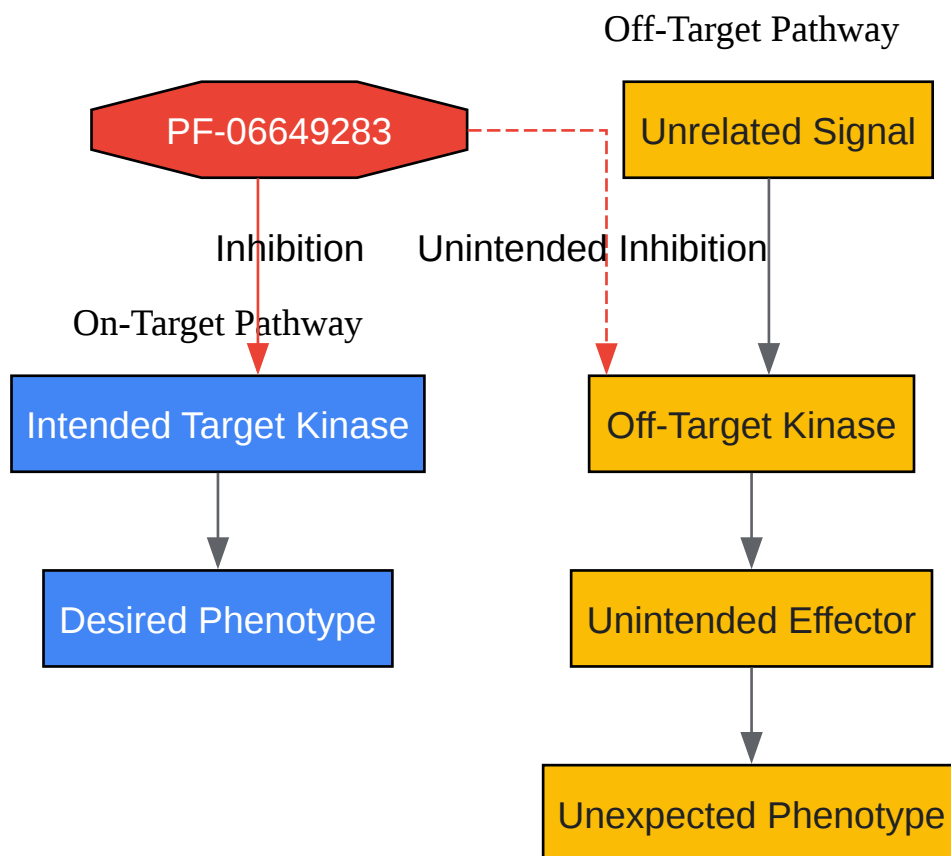 Off-Target Pathway
PF-06649283
Unrelated Signal
Inhibition
Unintended Inhibition
On-Target Pathway
Intended Target Kinase
Off-Target Kinase
Desired Phenotype
Unintended Effector
Unexpected Phenotype